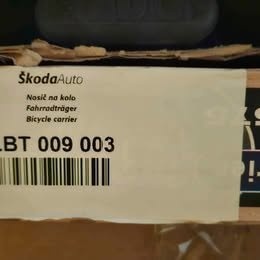 ŠkodaAuto
Nosič na kolo
Fahrradträger
Bicycle carrier
LBT 009 003